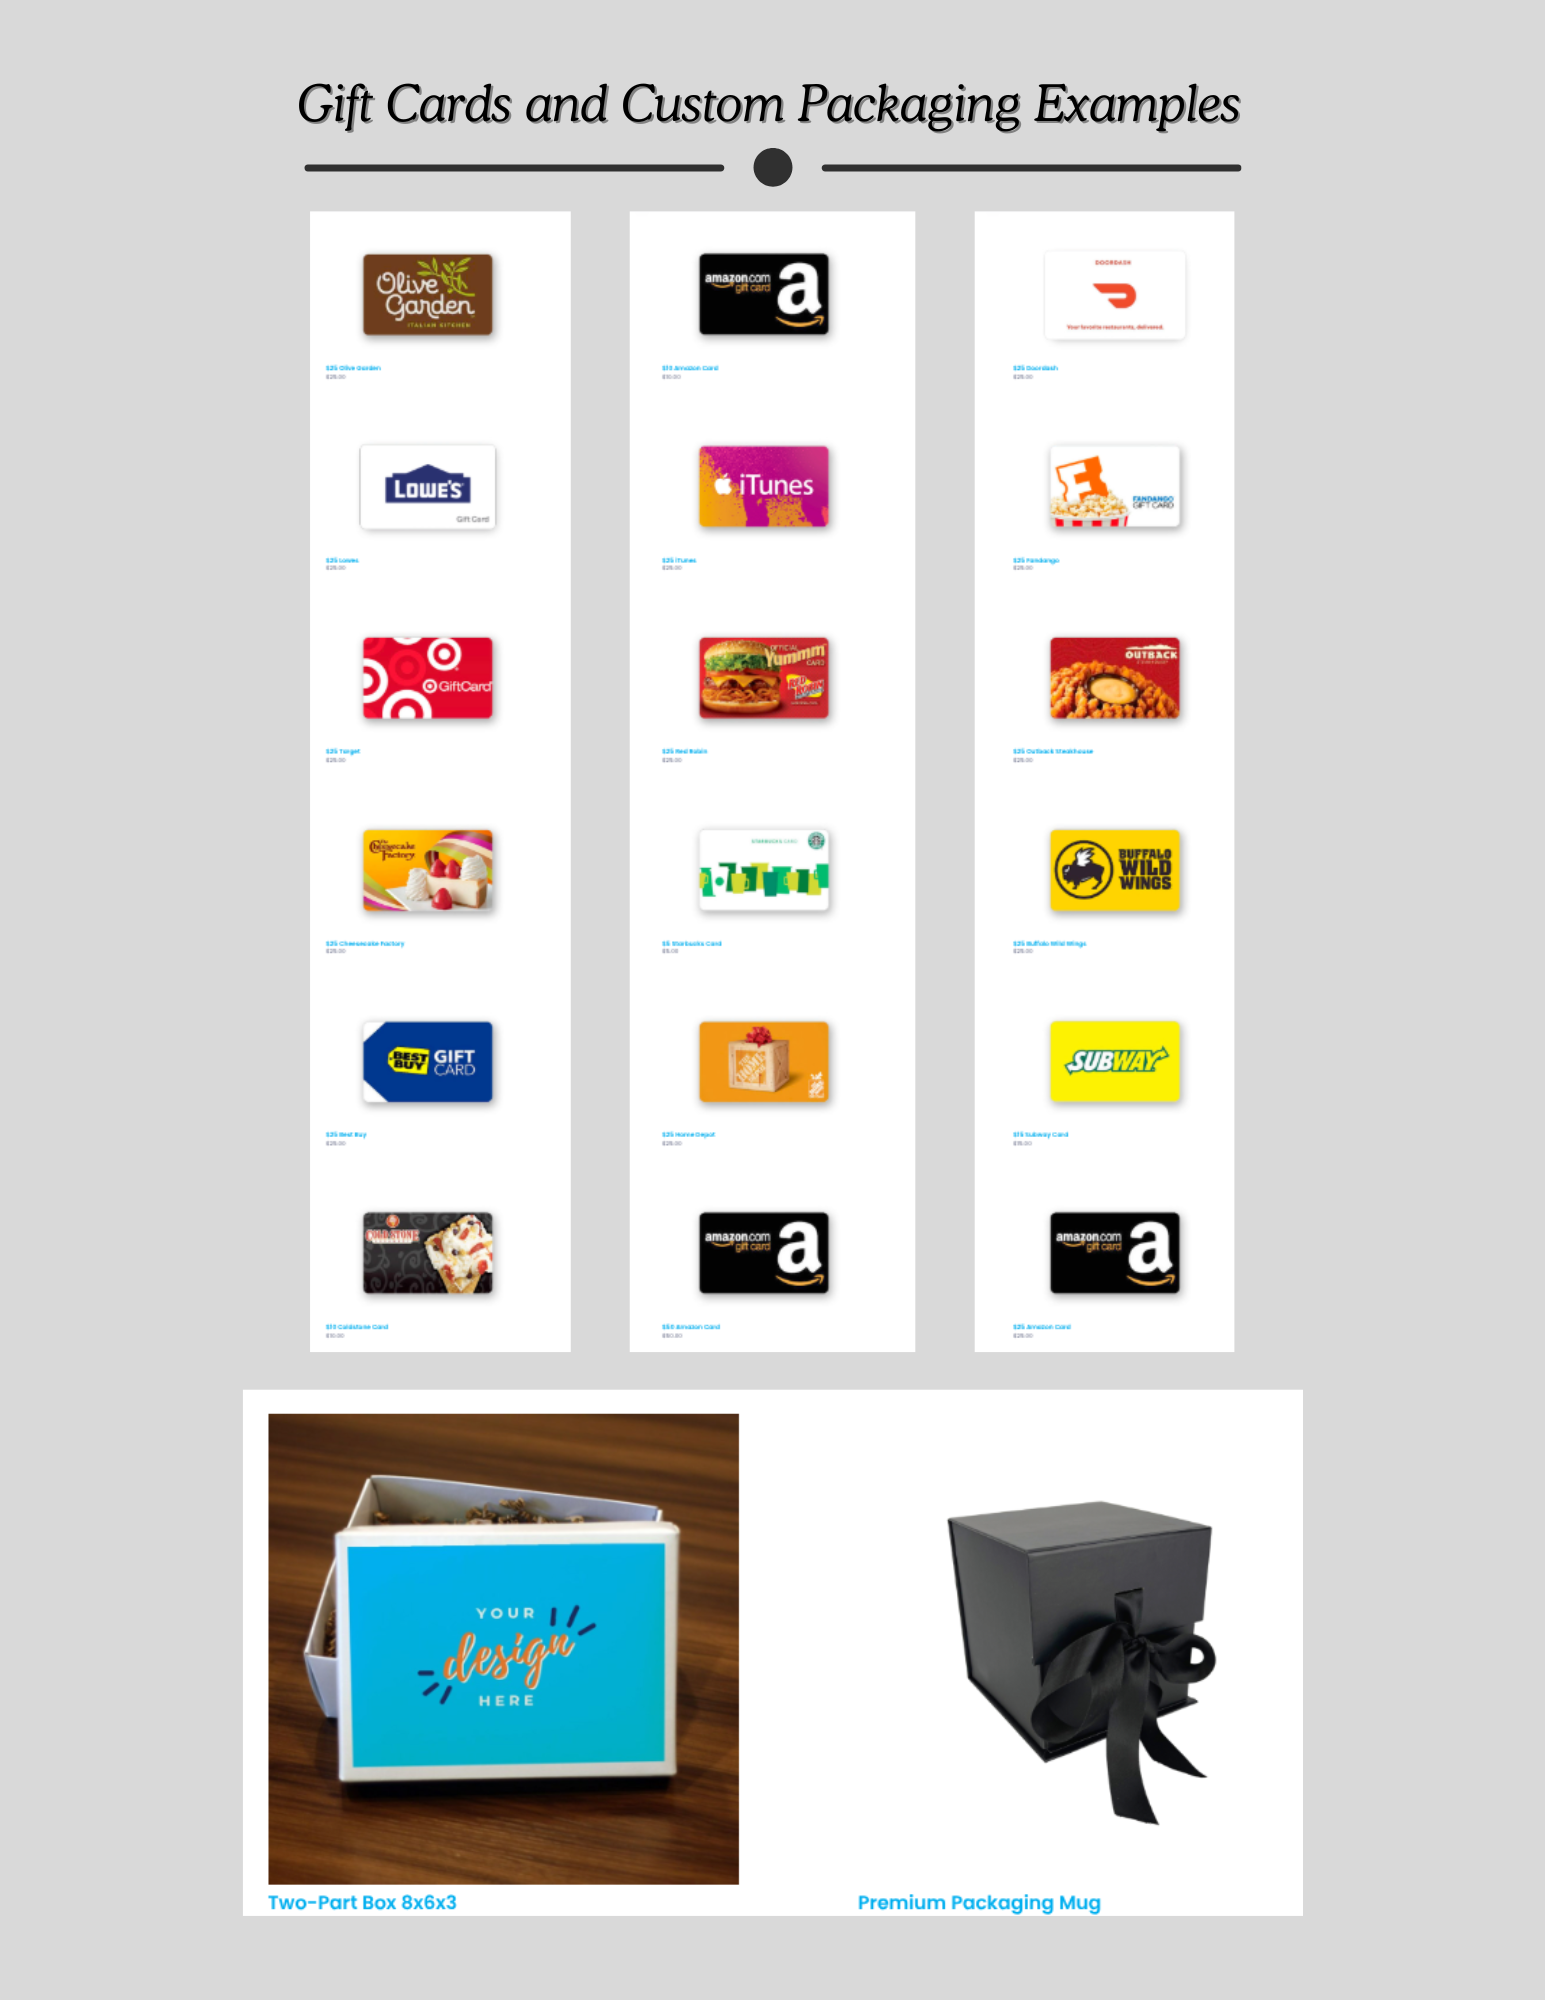 Gift Cards and Custom Packaging Examples
Olive
Garden
ITALIAN KITCHEN
$25 Olive Garden
$25.00
amazon.com
gift card
a
$10 Amazon Card
$10.00
DOORDASH
Your favorite restaurants, delivered.
$25 Doordash
$25.00
LOWE'S
Gift Card
$25 Lowes
$25.00
iTunes
$25 iTunes
$25.00
F
FANDANGO
GIFT CARD
$25 Fandango
$25.00
GiftCard
$25 Target
$25.00
OFFICIAL
Yummm
CARD
RED
ROBIN
$25 Red Robin
$25.00
OUTBACK
$25 Outback Steakhouse
$25.00
The
Cheesecake
Factory
$25 Cheesecake Factory
$25.00
STARBUCKS CARD
$5 Starbucks Card
$5.00
BUFFALO
WILD
WINGS
$25 Buffalo Wild Wings
$25.00
BEST
BUY
GIFT
CARD
$25 Best Buy
$25.00
THE
HOME
$25 Home Depot
$25.00
SUBWAY
$15 Subway Card
$15.00
COLD STONE
$10 Coldstone Card
$10.00
amazon.com
gift card
a
$50 Amazon Card
$50.00
amazon.com
gift card
a
$25 Amazon Card
$25.00
YOUR
design
HERE
Two-Part Box 8x6x3
Premium Packaging Mug